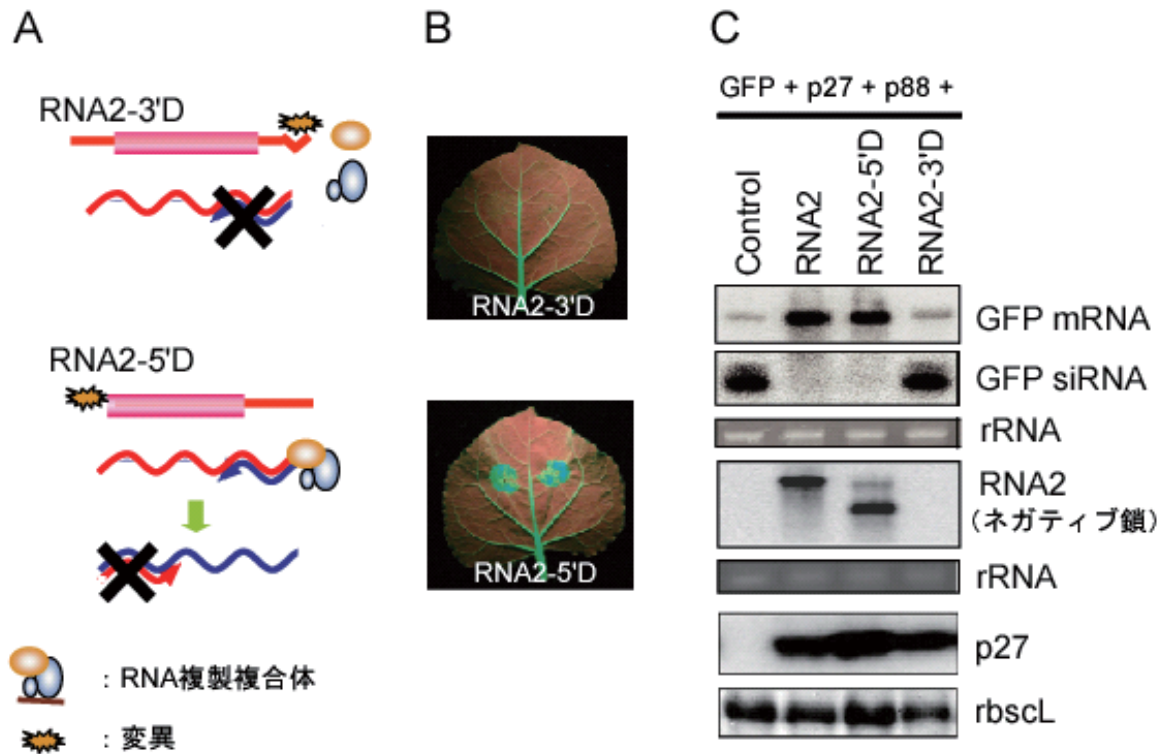 A
RNA2-3'D
RNA2-5'D
: RNA複製複合体
: 変異
B
RNA2-3'D
RNA2-5'D
C
GFP + p27 + p88 +
Control
RNA2
RNA2-5'D
RNA2-3'D
GFP mRNA
GFP siRNA
rRNA
RNA2
（ネガティブ鎖）
rRNA
p27
rbscL